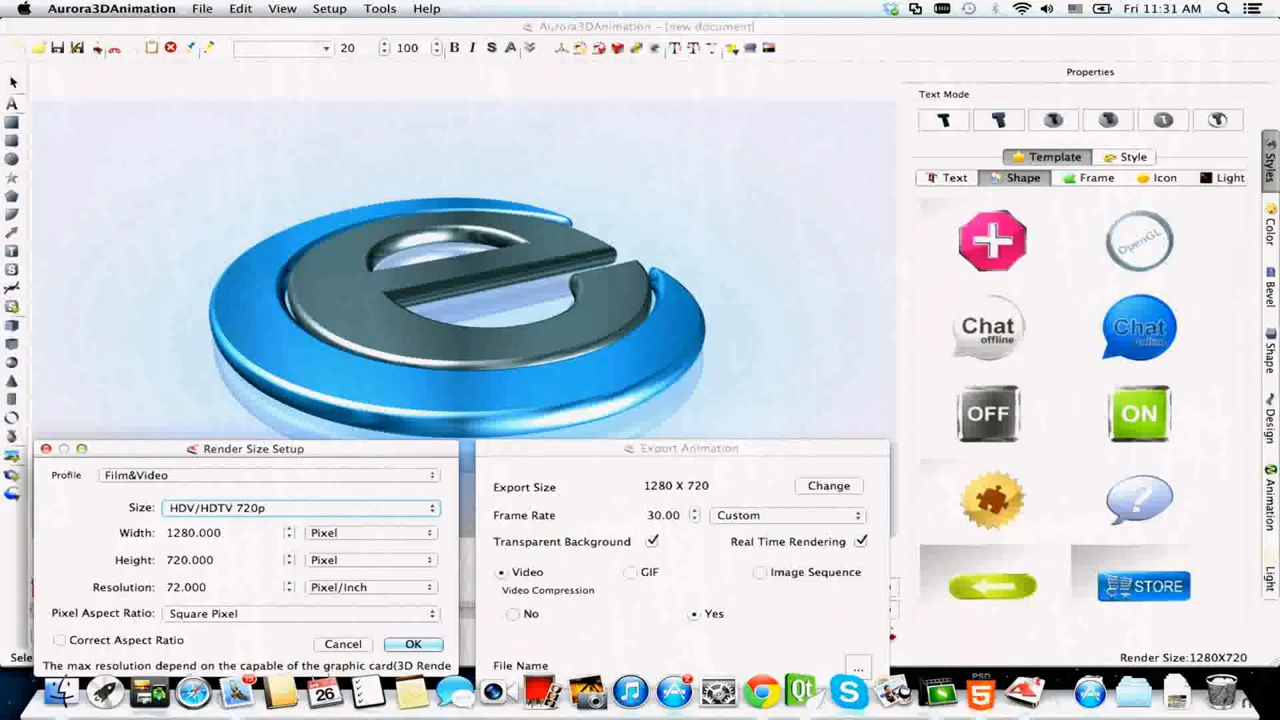 Aurora3DAnimation File Edit View Setup Tools Help Fri 11:31 AM
Aurora3DAnimation – [new document]
20 100 B I S A
Properties
Text Mode
Template Style
Text Shape Frame Icon Light
OpenGL
Chat offline
Chat
OFF ON
STORE
Styles
Color
Bevel
Shape
Design
Animation
Light
Render Size Setup
Profile Film&Video
Size: HDV/HDTV 720p
Width: 1280.000 Pixel
Height: 720.000 Pixel
Resolution: 72.000 Pixel/Inch
Pixel Aspect Ratio: Square Pixel
Correct Aspect Ratio
Cancel OK
The max resolution depend on the capable of the graphic card(3D Rende
Export Animation
Export Size 1280 X 720 Change
Frame Rate 30.00 Custom
Transparent Background Real Time Rendering
Video GIF Image Sequence
Video Compression
No Yes
File Name ...
Sele
Render Size:1280X720
26
Qt
5